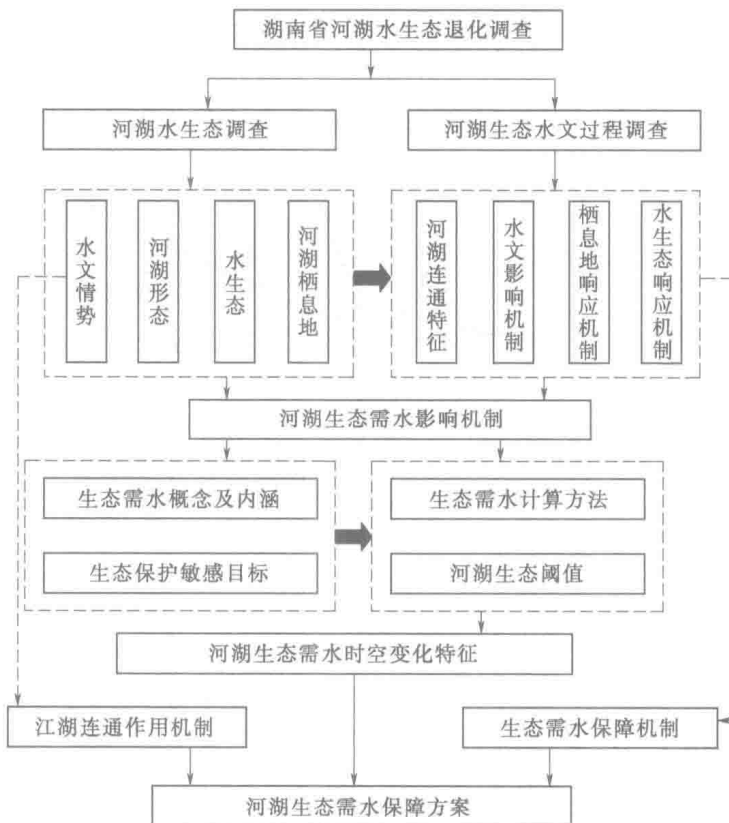 湖南省河湖水生态退化调查
河湖水生态调查
河湖生态水文过程调查
水文情势
河湖形态
水生态
河湖栖息地
河湖连通特征
水文影响机制
栖息地响应机制
水生态响应机制
河湖生态需水影响机制
生态需水概念及内涵
生态需水计算方法
生态保护敏感目标
河湖生态阈值
河湖生态需水时空变化特征
江湖连通作用机制
生态需水保障机制
河湖生态需水保障方案